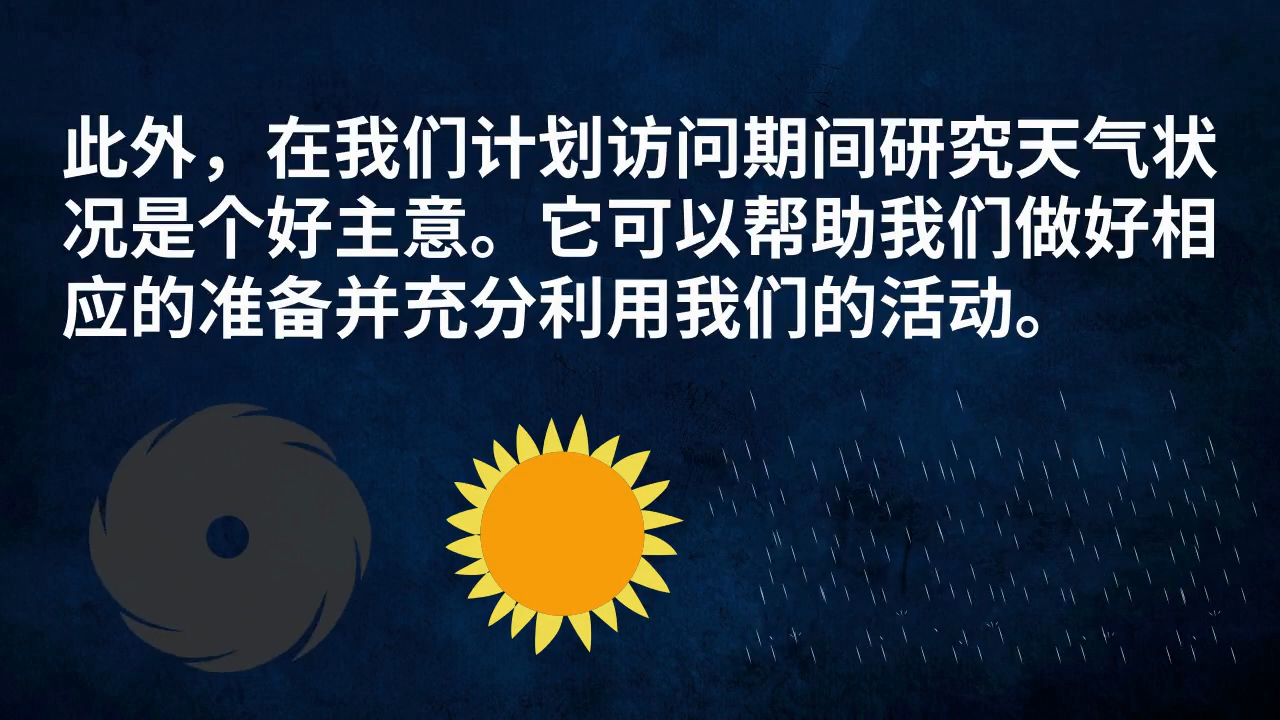 此外，在我们计划访问期间研究天气状
况是个好主意。它可以帮助我们做好相
应的准备并充分利用我们的活动。